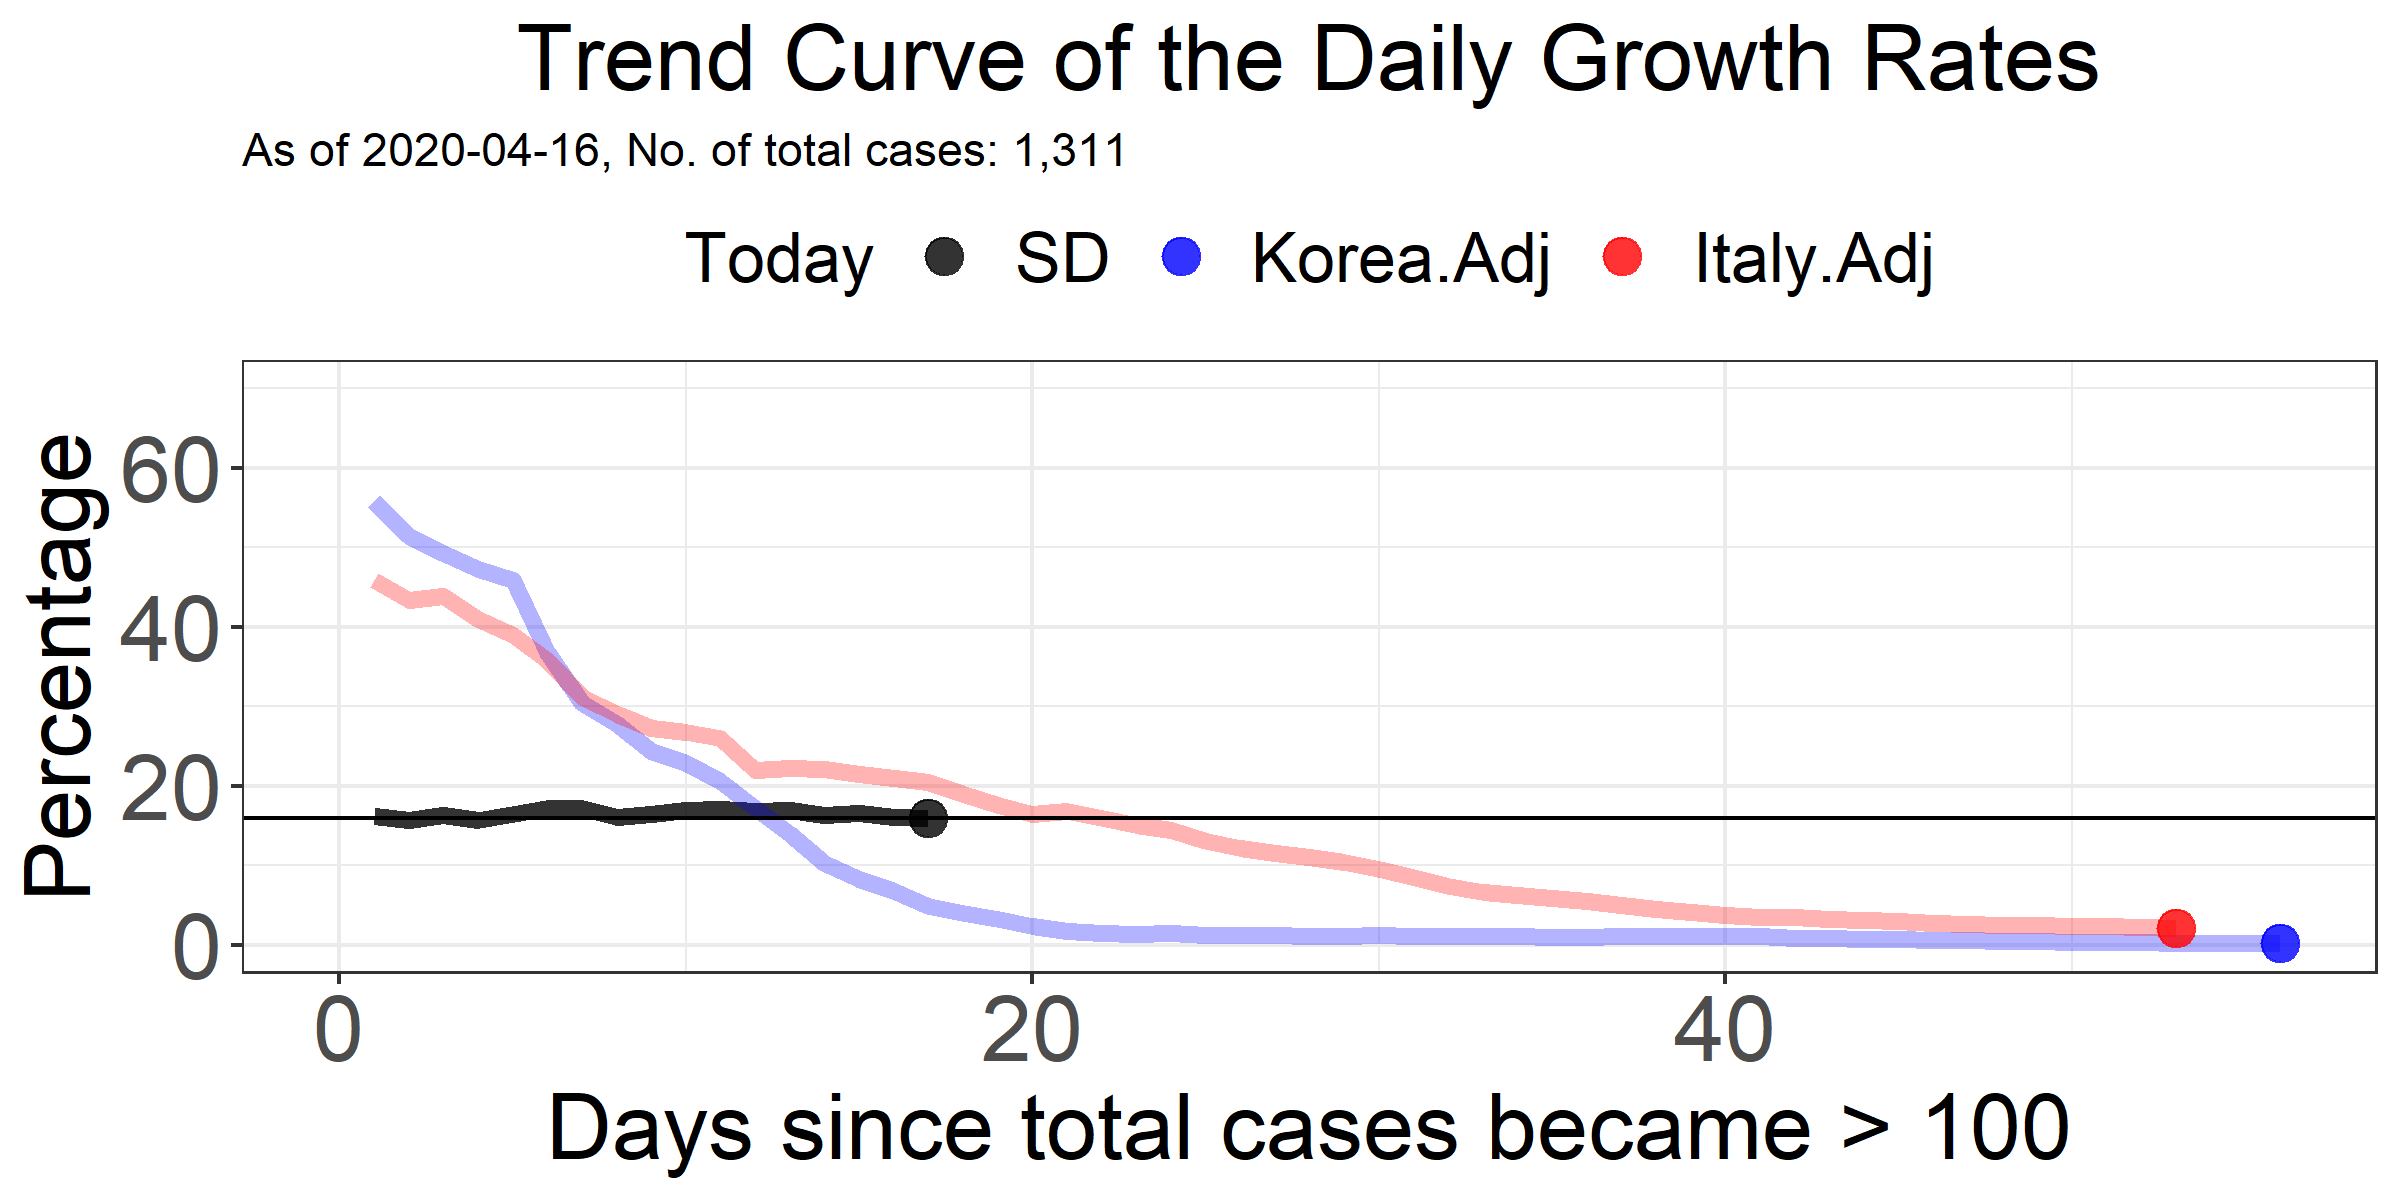 Trend Curve of the Daily Growth Rates
As of 2020-04-16, No. of total cases: 1,311
Today SD Korea.Adj Italy.Adj
Percentage
60
40
20
0
0 20 40
Days since total cases became > 100